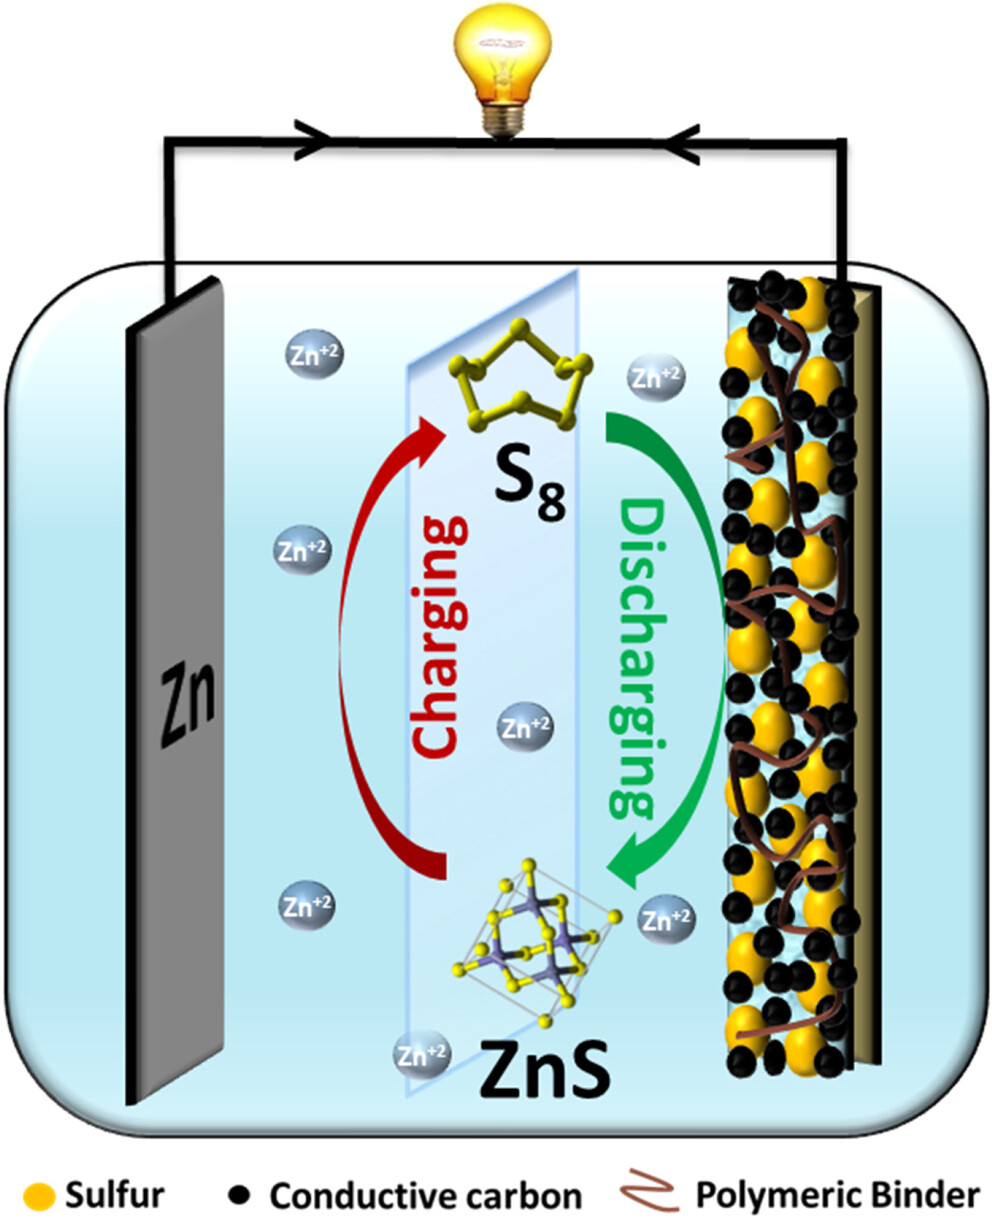 Zn⁺²
Zn⁺²
S₈
Zn⁺²
Charging
Discharging
Zn
Zn⁺²
Zn⁺²
Zn⁺²
Zn⁺²
ZnS
Sulfur
Conductive carbon
Polymeric Binder